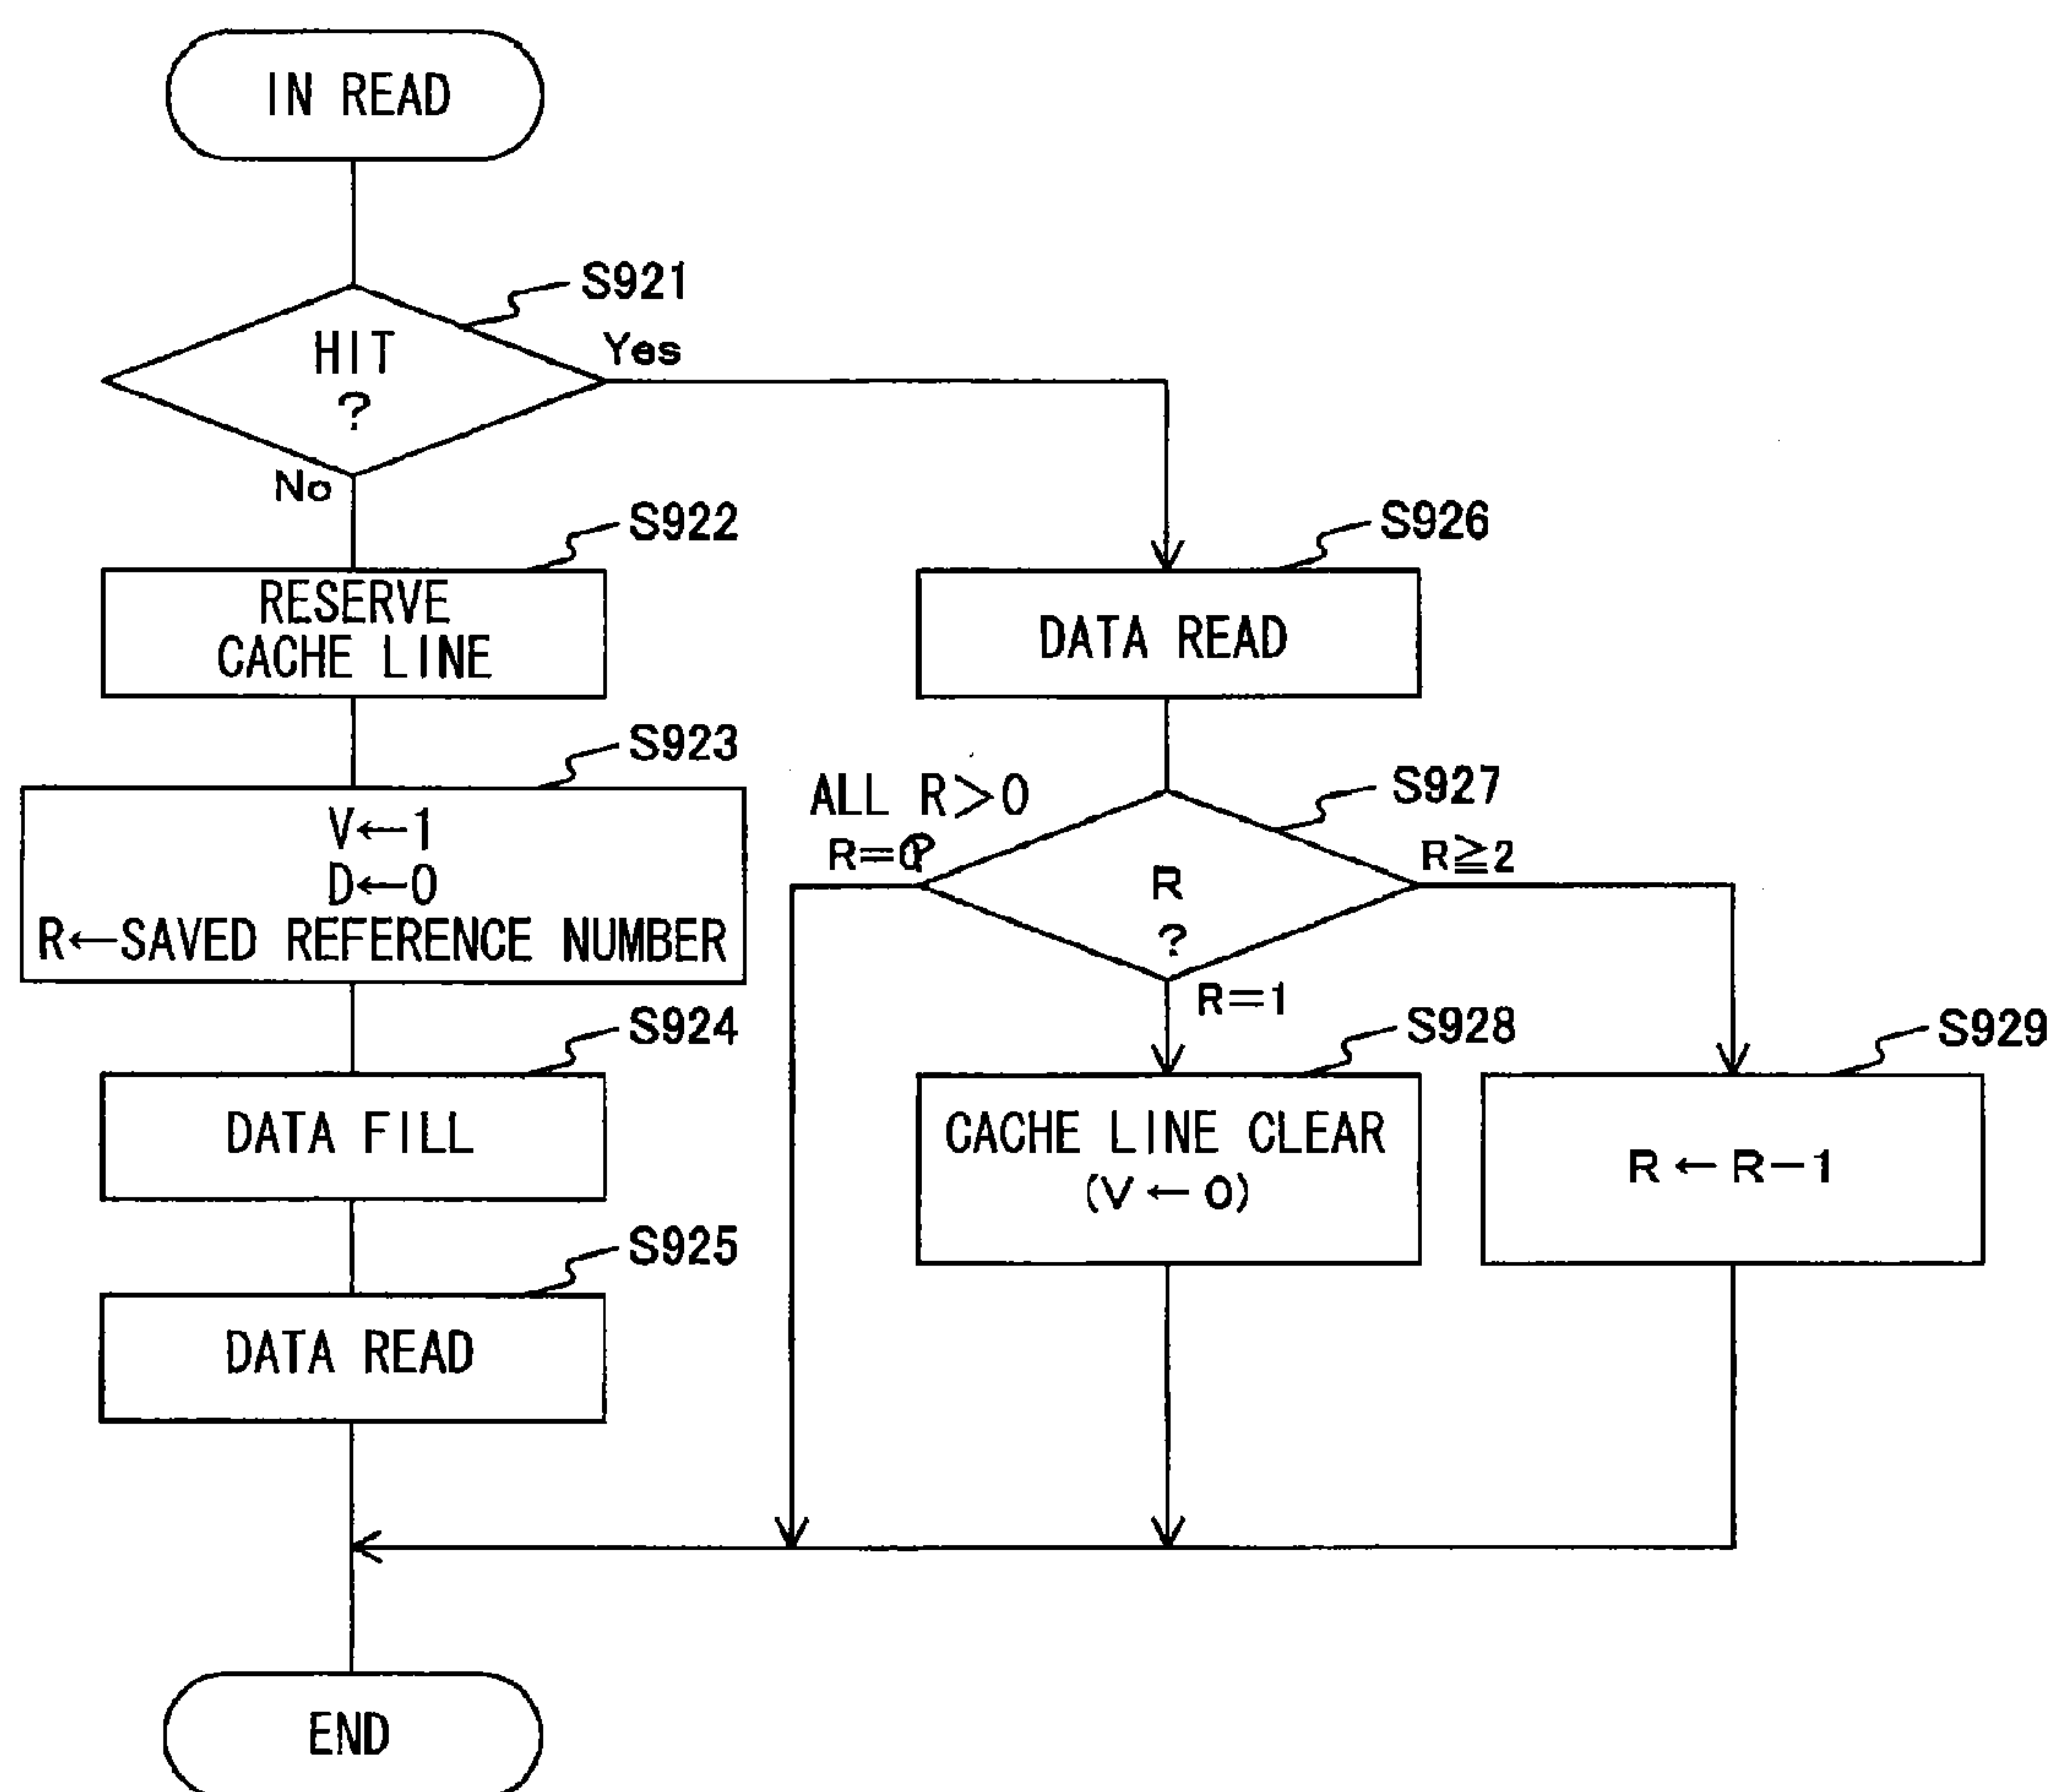 IN READ
S921
HIT
?
Yes
No
S922
RESERVE
CACHE LINE
S923
V←1
D←0
R←SAVED REFERENCE NUMBER
S924
DATA FILL
S925
DATA READ
S926
DATA READ
S927
ALL R>0
R
?
R≧2
R=1
S928
CACHE LINE CLEAR
(V←0)
S929
R←R-1
END